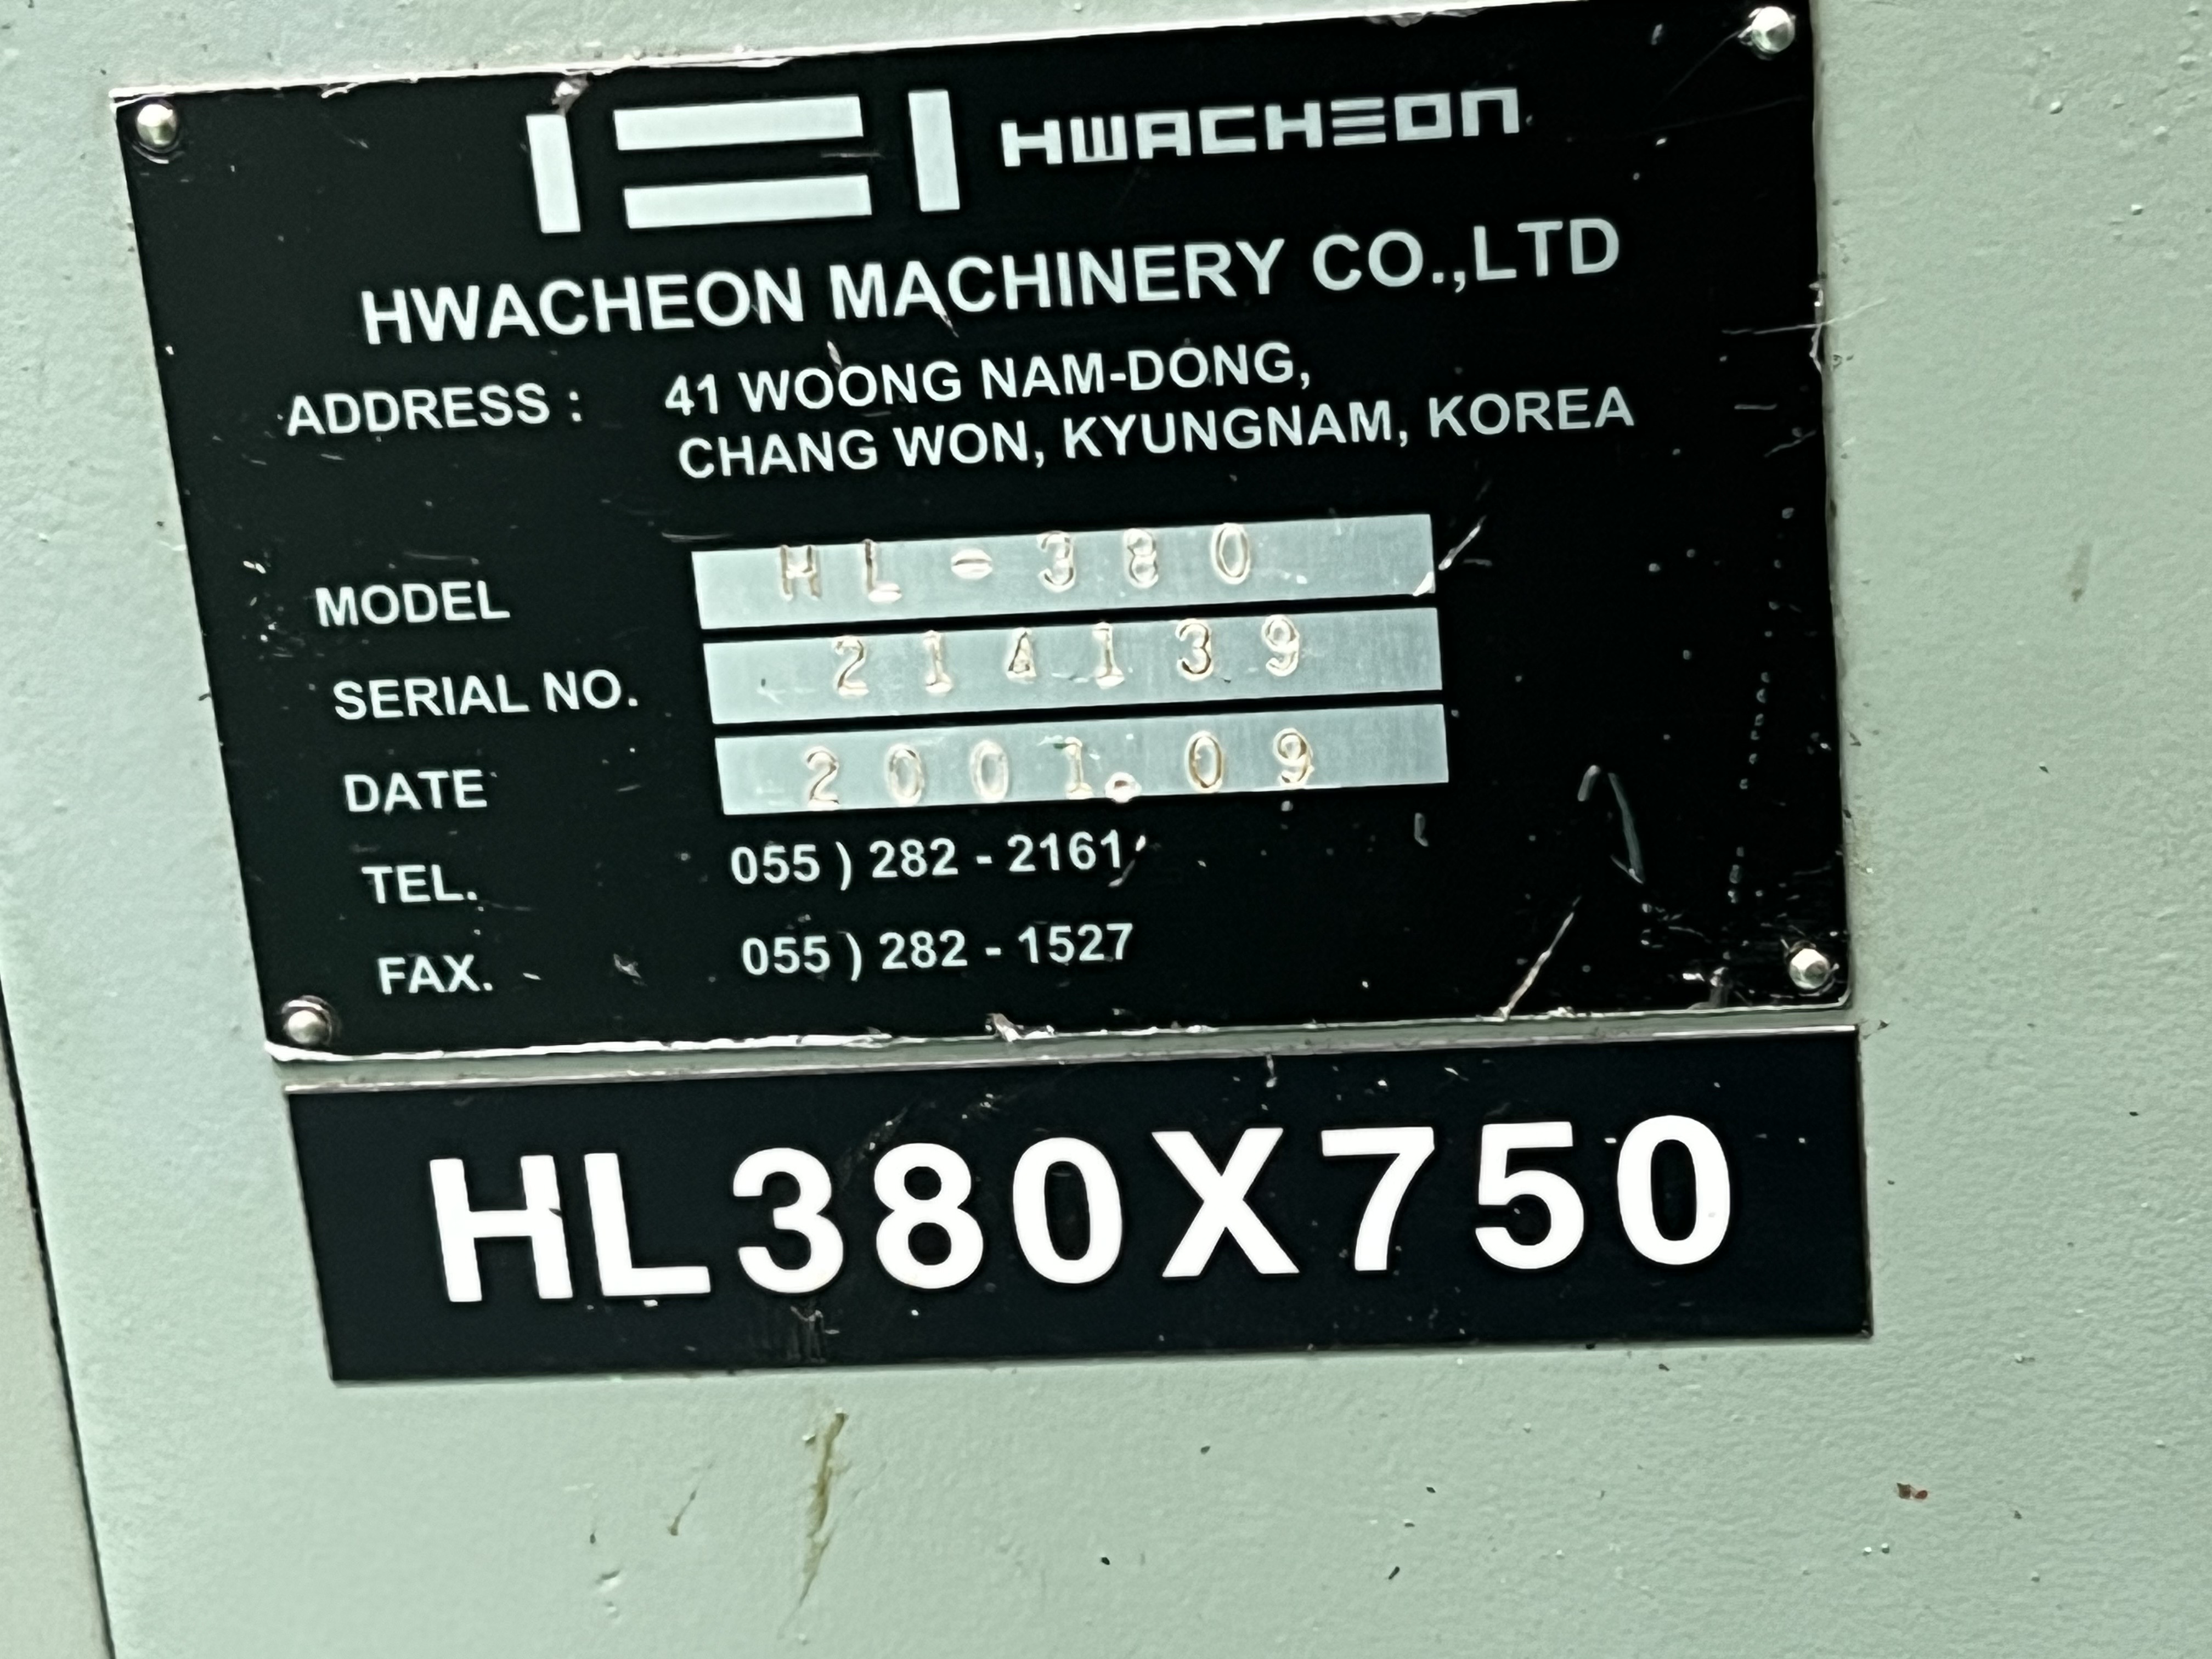 HWACHEON
HWACHEON MACHINERY CO.,LTD
ADDRESS : 41 WOONG NAM-DONG,
CHANG WON, KYUNGNAM, KOREA
MODEL HL-380
SERIAL NO. 214139
DATE 2001.09
TEL. 055 ) 282 - 2161
FAX. 055 ) 282 - 1527
HL380X750